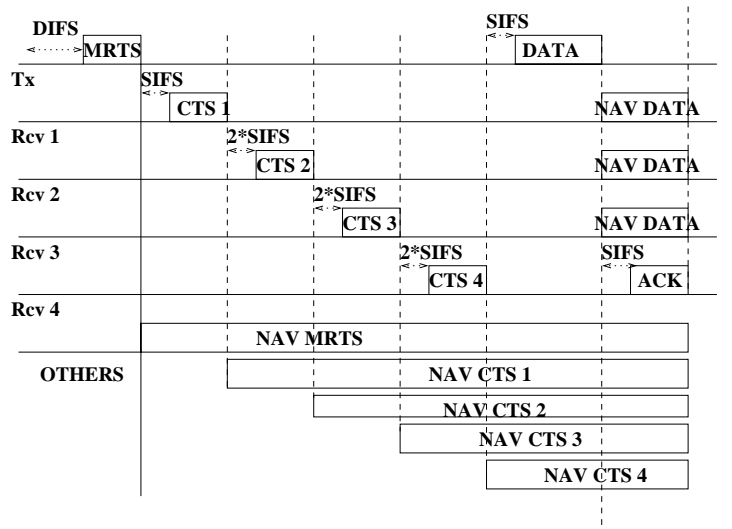 SIFS
DIFS
MRTS
DATA
Tx
SIFS
CTS 1
NAV DATA
Rcv 1
2*SIFS
CTS 2
NAV DATA
Rcv 2
2*SIFS
CTS 3
NAV DATA
Rcv 3
2*SIFS
SIFS
CTS 4
ACK
Rcv 4
NAV MRTS
OTHERS
NAV CTS 1
NAV CTS 2
NAV CTS 3
NAV CTS 4